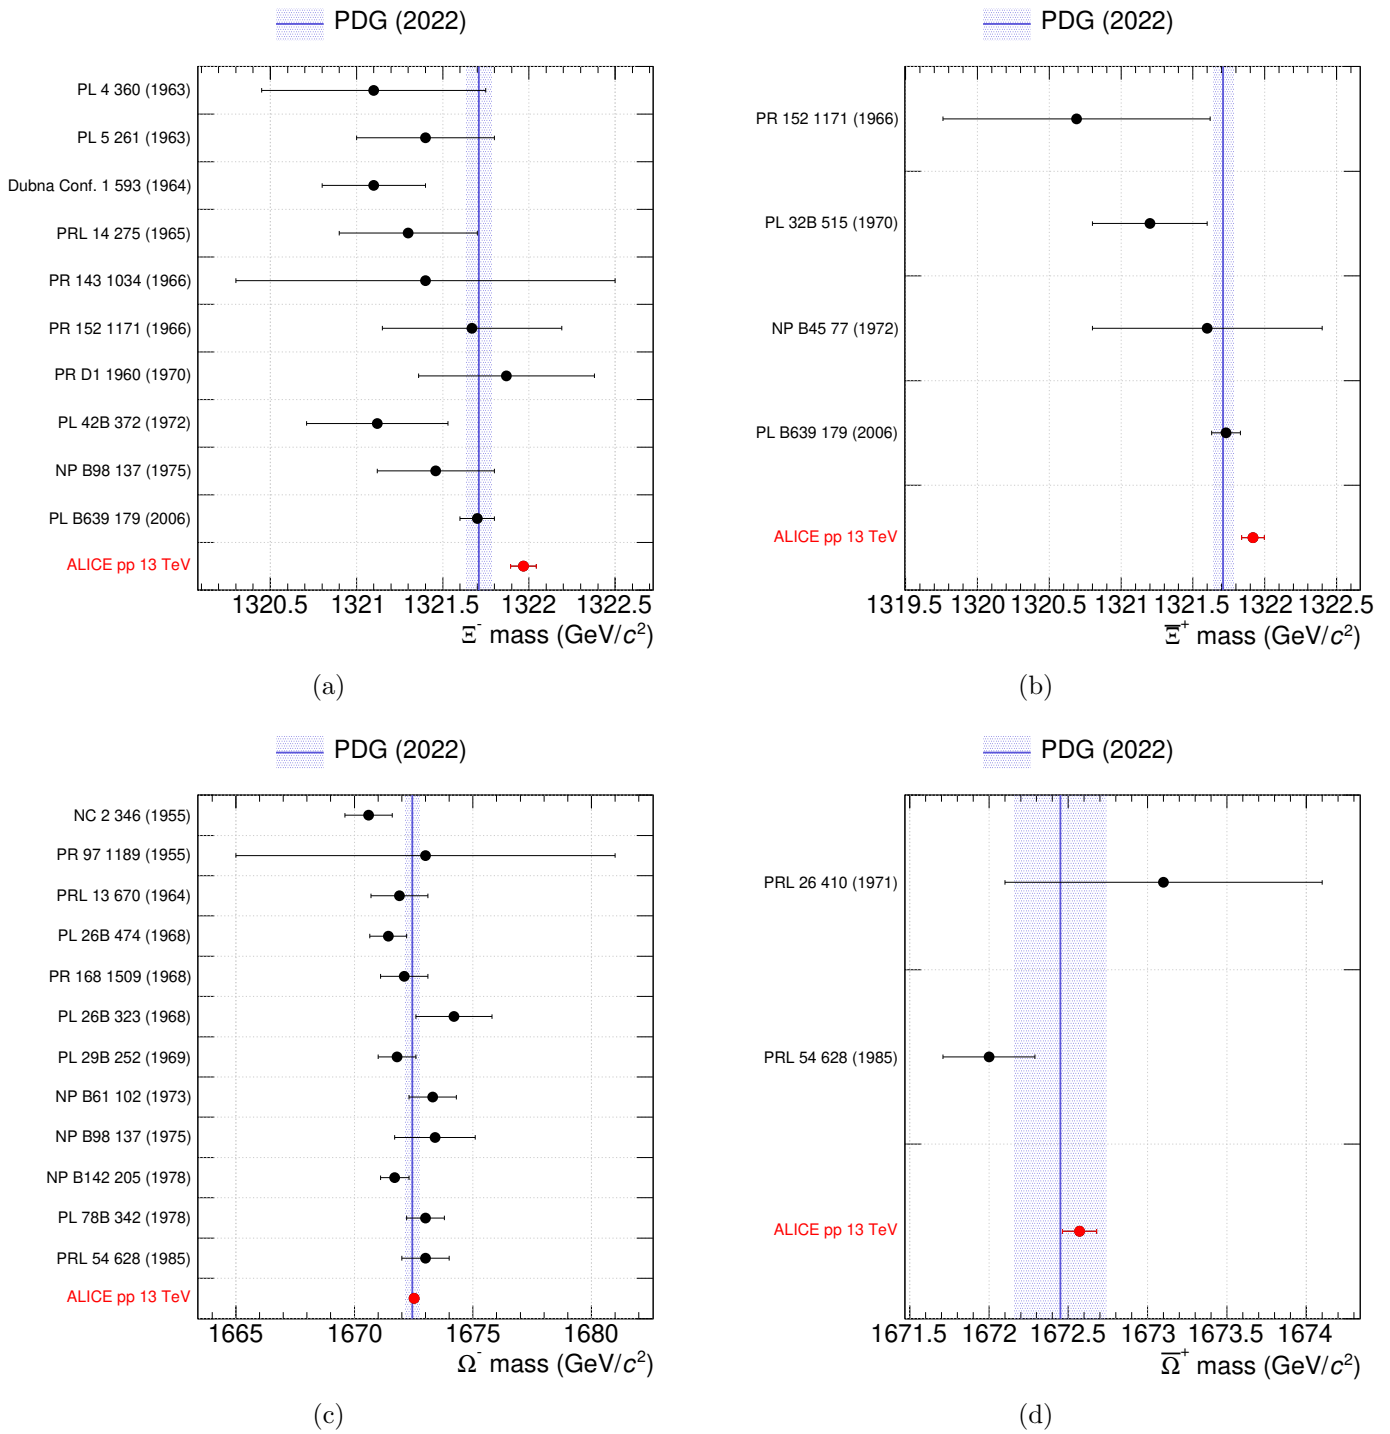 PDG (2022)
PL 4 360 (1963)
PL 5 261 (1963)
Dubna Conf. 1 593 (1964)
PRL 14 275 (1965)
PR 143 1034 (1966)
PR 152 1171 (1966)
PR D1 1960 (1970)
PL 42B 372 (1972)
NP B98 137 (1975)
PL B639 179 (2006)
ALICE pp 13 TeV
1320.5 1321 1321.5 1322 1322.5
Ξ⁻ mass (GeV/c²)
(a)
PDG (2022)
PR 152 1171 (1966)
PL 32B 515 (1970)
NP B45 77 (1972)
PL B639 179 (2006)
ALICE pp 13 TeV
1319.5 1320 1320.5 1321 1321.5 1322 1322.5
Ξ̅⁺ mass (GeV/c²)
(b)
PDG (2022)
NC 2 346 (1955)
PR 97 1189 (1955)
PRL 13 670 (1964)
PL 26B 474 (1968)
PR 168 1509 (1968)
PL 26B 323 (1968)
PL 29B 252 (1969)
NP B61 102 (1973)
NP B98 137 (1975)
NP B142 205 (1978)
PL 78B 342 (1978)
PRL 54 628 (1985)
ALICE pp 13 TeV
1665 1670 1675 1680
Ω⁻ mass (GeV/c²)
(c)
PDG (2022)
PRL 26 410 (1971)
PRL 54 628 (1985)
ALICE pp 13 TeV
1671.5 1672 1672.5 1673 1673.5 1674
Ω̅⁺ mass (GeV/c²)
(d)